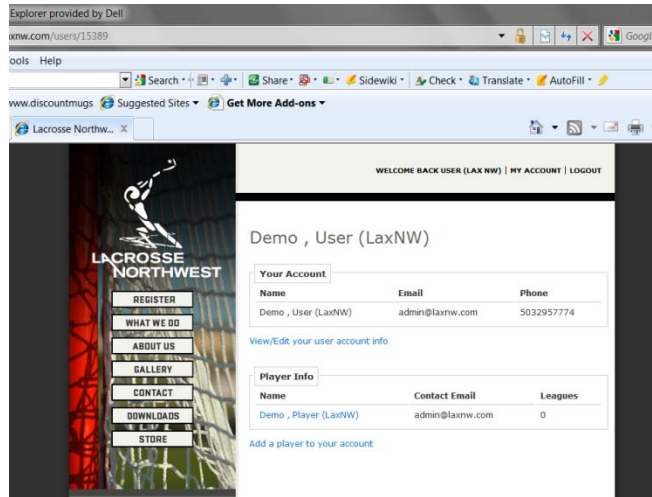 Explorer provided by Dell
xnw.com/users/15389
Googl
ools Help
Search Share Sidewiki Check Translate AutoFill
www.discountmugs Suggested Sites Get More Add-ons
Lacrosse Northw... X
WELCOME BACK USER (LAX NW) | MY ACCOUNT | LOGOUT
LACROSSE
NORTHWEST
REGISTER
WHAT WE DO
ABOUT US
GALLERY
CONTACT
DOWNLOADS
STORE
Demo , User (LaxNW)
Your Account
Name Email Phone
Demo , User (LaxNW) admin@laxnw.com 5032957774
View/Edit your user account info
Player Info
Name Contact Email Leagues
Demo , Player (LaxNW) admin@laxnw.com 0
Add a player to your account